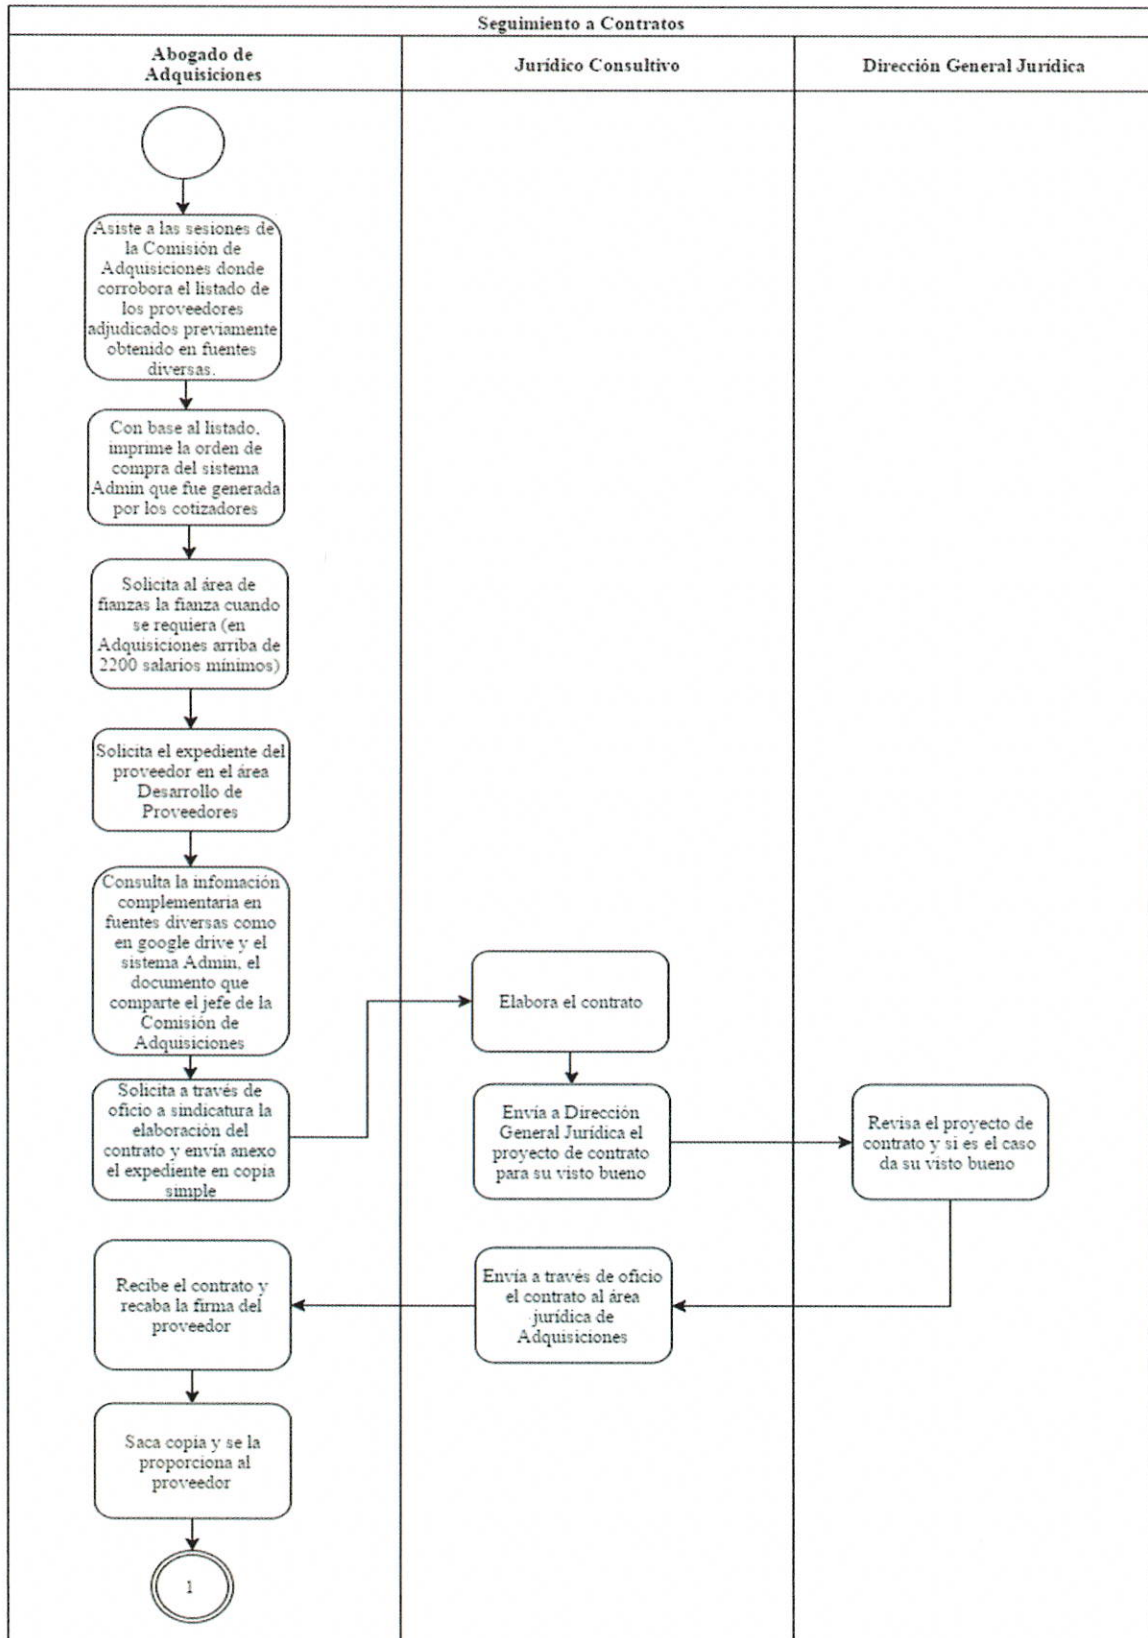 Seguimiento a Contratos
Abogado de
Adquisiciones
Jurídico Consultivo
Dirección General Jurídica
Asiste a las sesiones de
la Comisión de
Adquisiciones donde
corrobora el listado de
los proveedores
adjudicados previamente
obtenido en fuentes
diversas.
Con base al listado,
imprime la orden de
compra del sistema
Admin que fue generada
por los cotizadores
Solicita al área de
fianzas la fianza cuando
se requiera (en
Adquisiciones arriba de
2200 salarios mínimos)
Solicita el expediente del
proveedor en el área
Desarrollo de
Proveedores
Consulta la infomación
complementaria en
fuentes diversas como
en google drive y el
sistema Admin, el
documento que
comparte el jefe de la
Comisión de
Adquisiciones
Solicita a través de
oficio a sindicatura la
elaboración del
contrato y envía anexo
el expediente en copia
simple
Elabora el contrato
Envía a Dirección
General Jurídica el
proyecto de contrato
para su visto bueno
Revisa el proyecto de
contrato y si es el caso
da su visto bueno
Envía a través de oficio
el contrato al área
jurídica de
Adquisiciones
Recibe el contrato y
recaba la firma del
proveedor
Saca copia y se la
proporciona al
proveedor
1